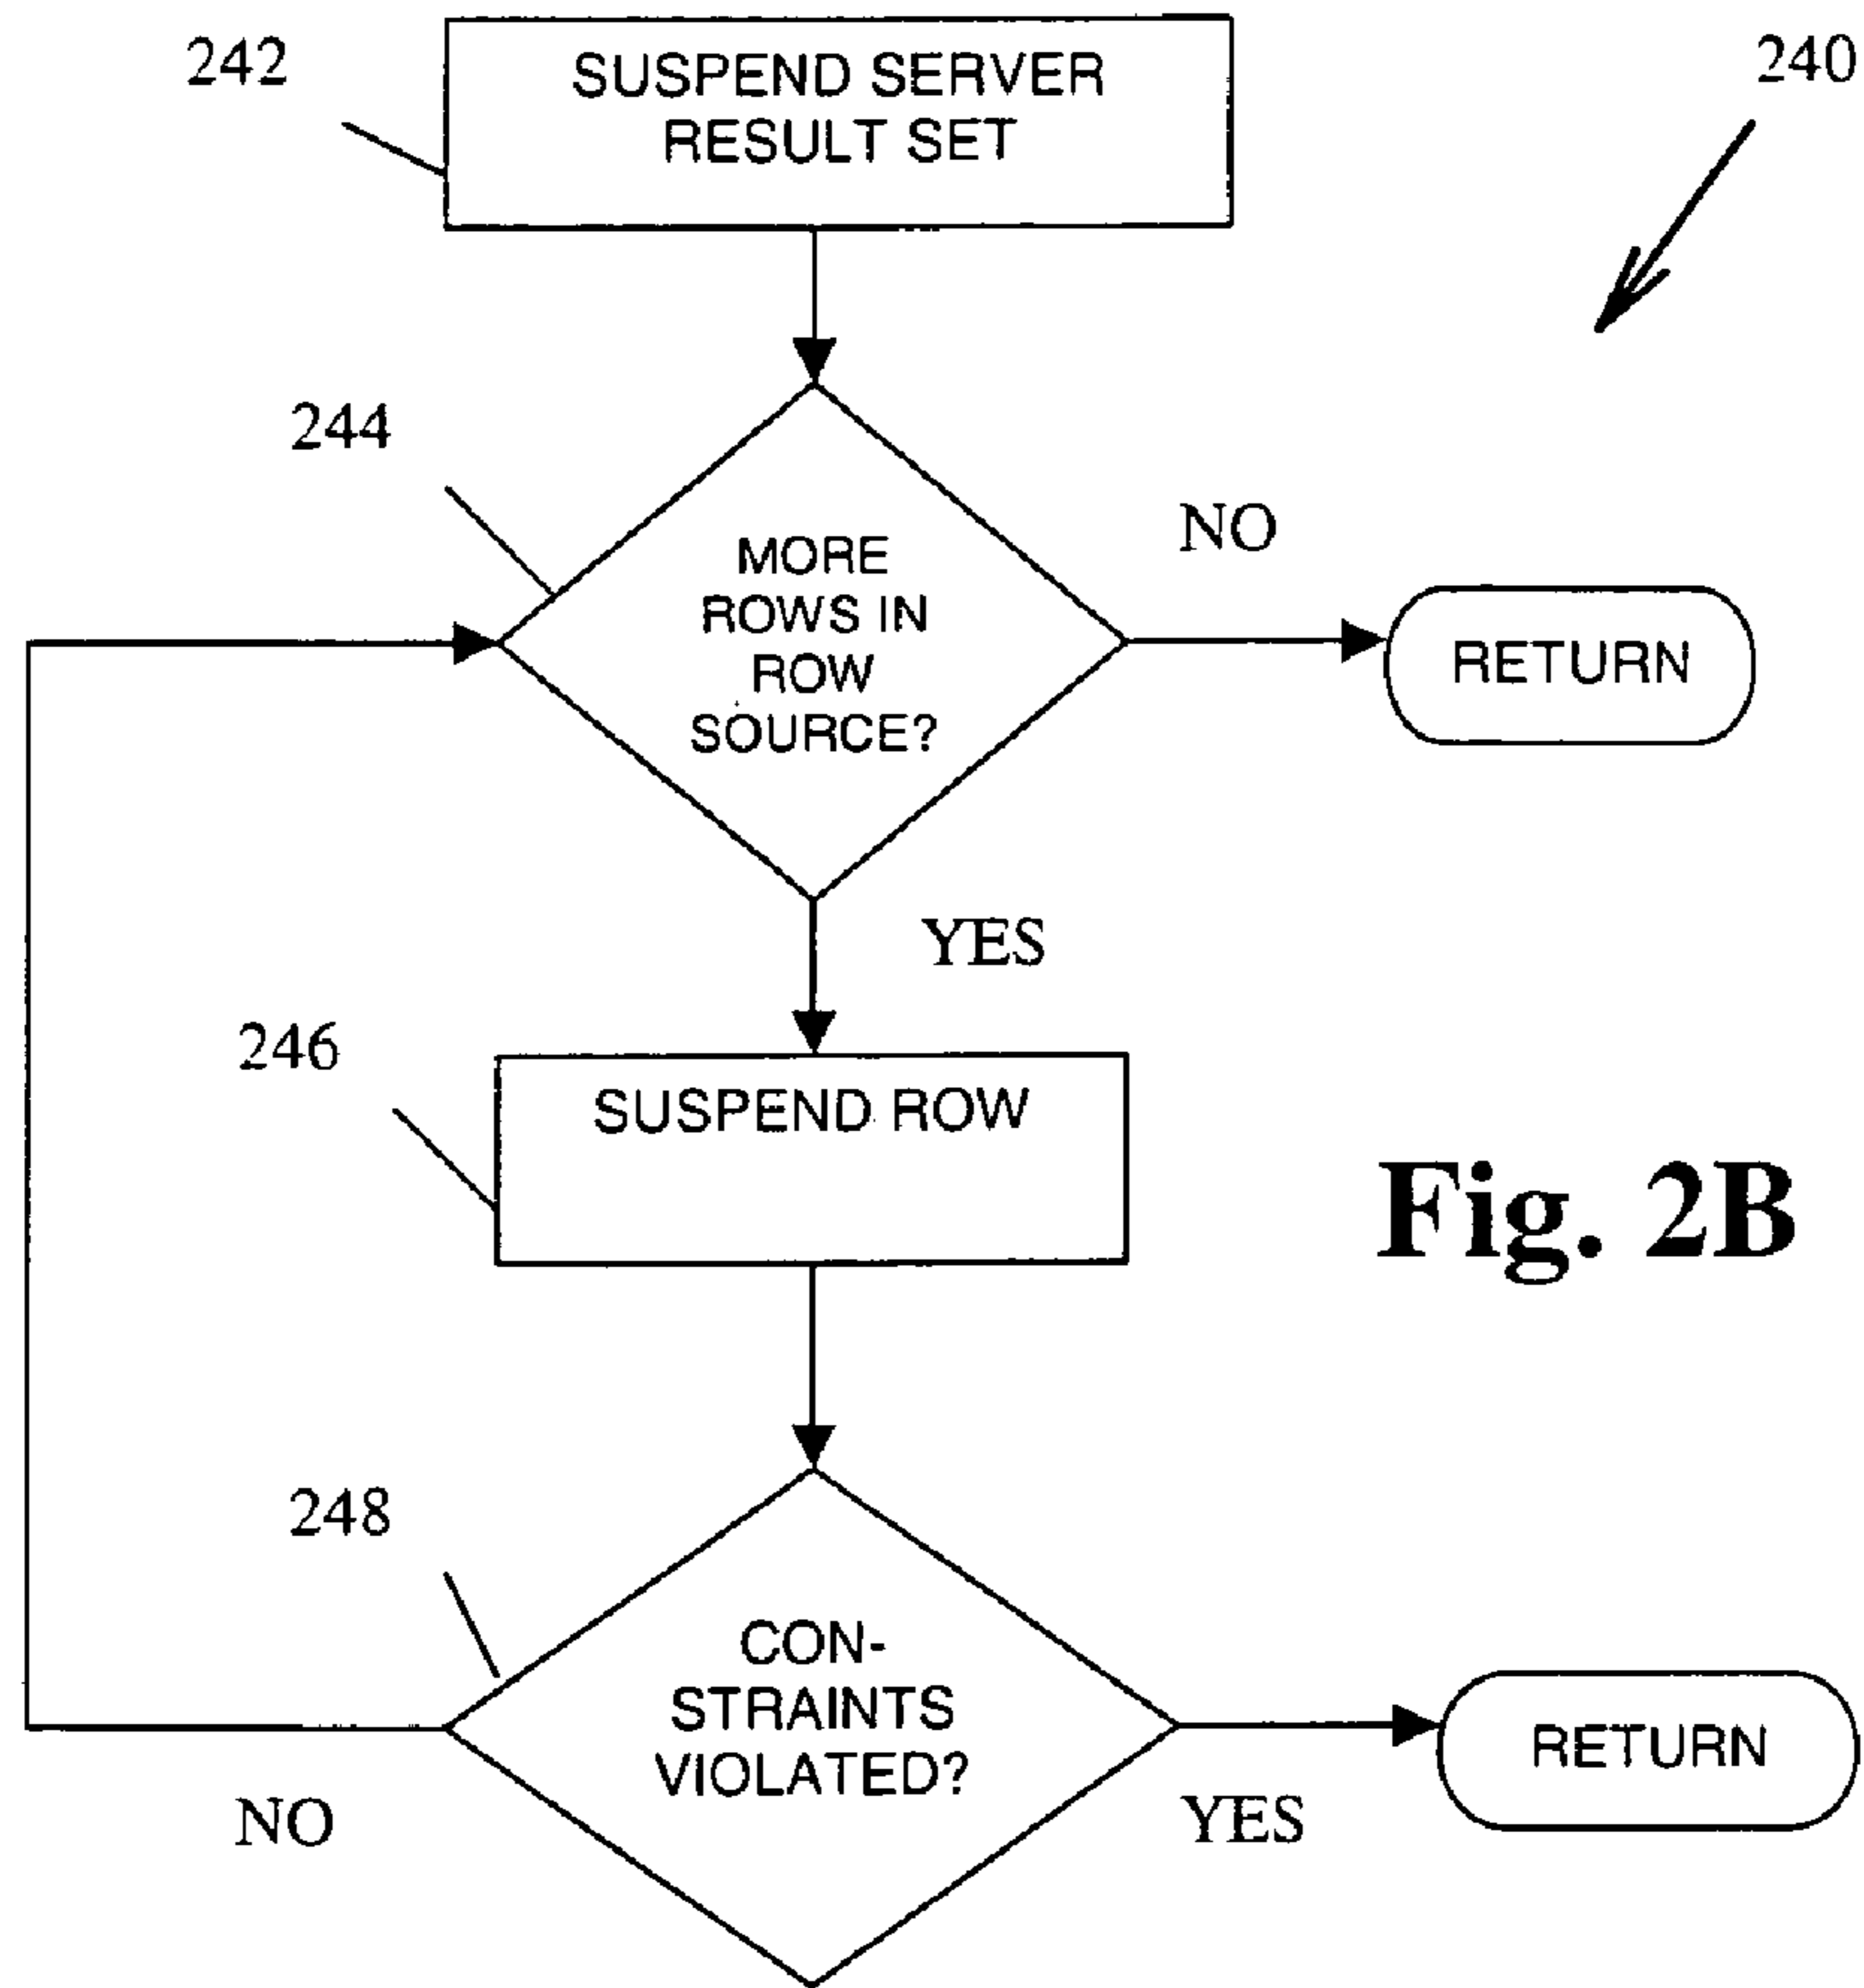 242
SUSPEND SERVER
RESULT SET
240
244
MORE
ROWS IN
ROW
SOURCE?
NO
RETURN
YES
246
SUSPEND ROW
Fig. 2B
248
CON-
STRAINTS
VIOLATED?
NO
YES
RETURN